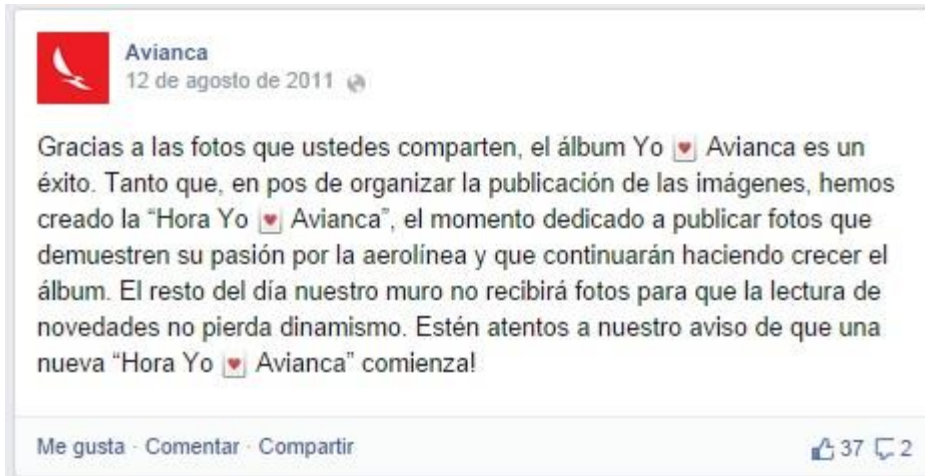 Avianca
12 de agosto de 2011
Gracias a las fotos que ustedes comparten, el álbum Yo 💌 Avianca es un
éxito. Tanto que, en pos de organizar la publicación de las imágenes, hemos
creado la “Hora Yo 💌 Avianca”, el momento dedicado a publicar fotos que
demuestren su pasión por la aerolínea y que continuarán haciendo crecer el
álbum. El resto del día nuestro muro no recibirá fotos para que la lectura de
novedades no pierda dinamismo. Estén atentos a nuestro aviso de que una
nueva “Hora Yo 💌 Avianca” comienza!
Me gusta · Comentar · Compartir 37 2